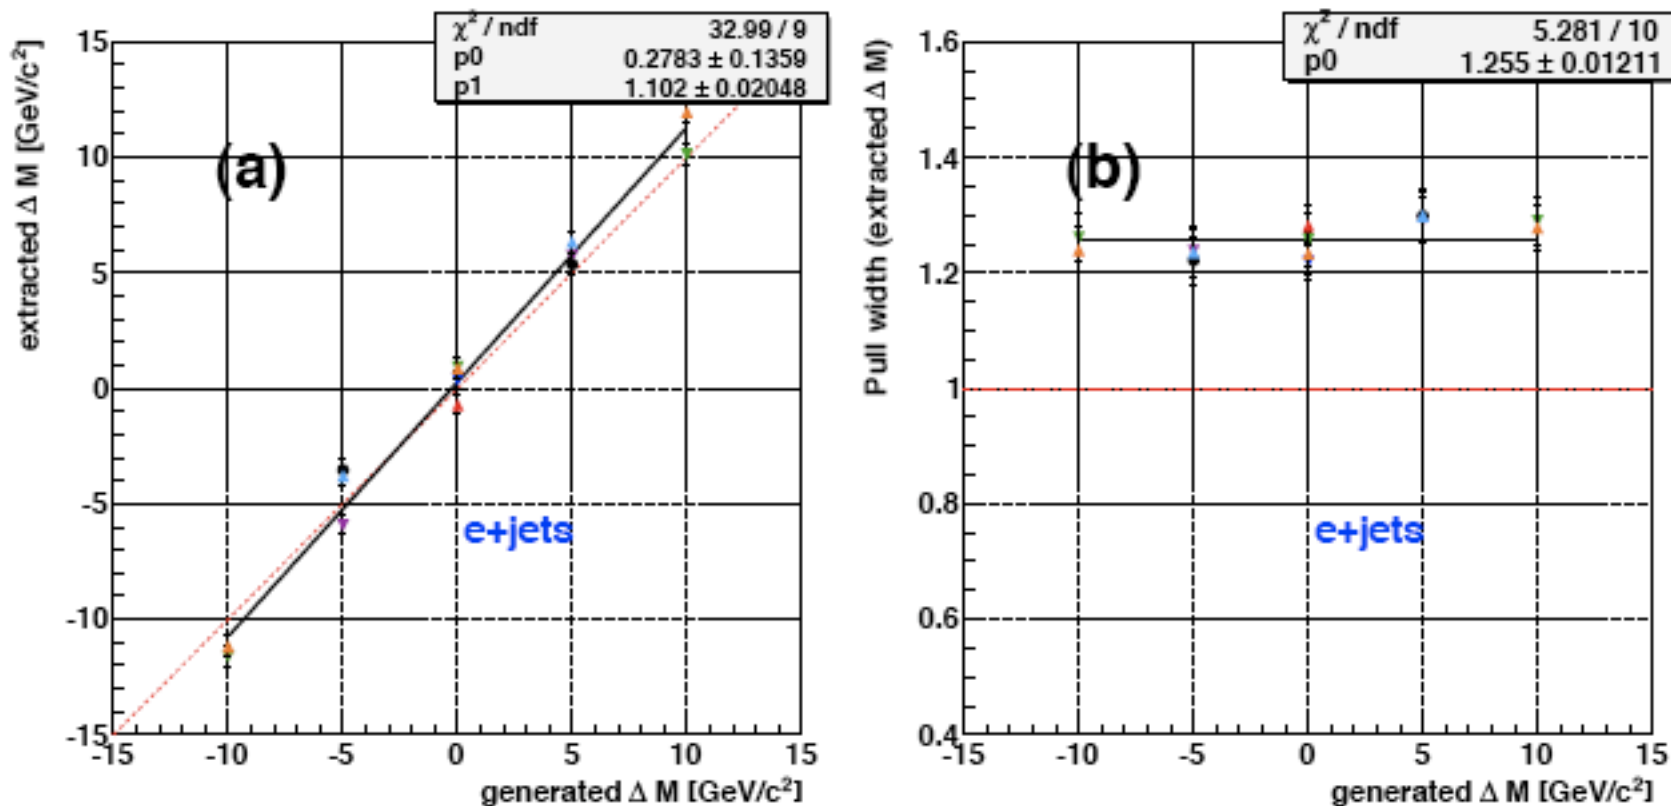 χ² / ndf 32.99 / 9
p0 0.2783 ± 0.1359
p1 1.102 ± 0.02048
extracted Δ M [GeV/c²]
15
10
5
0
-5
-10
-15
(a)
e+jets
-15 -10 -5 0 5 10 15
generated Δ M [GeV/c²]
χ² / ndf 5.281 / 10
p0 1.255 ± 0.01211
Pull width (extracted Δ M)
1.6
1.4
1.2
1
0.8
0.6
0.4
(b)
e+jets
-15 -10 -5 0 5 10 15
generated Δ M [GeV/c²]